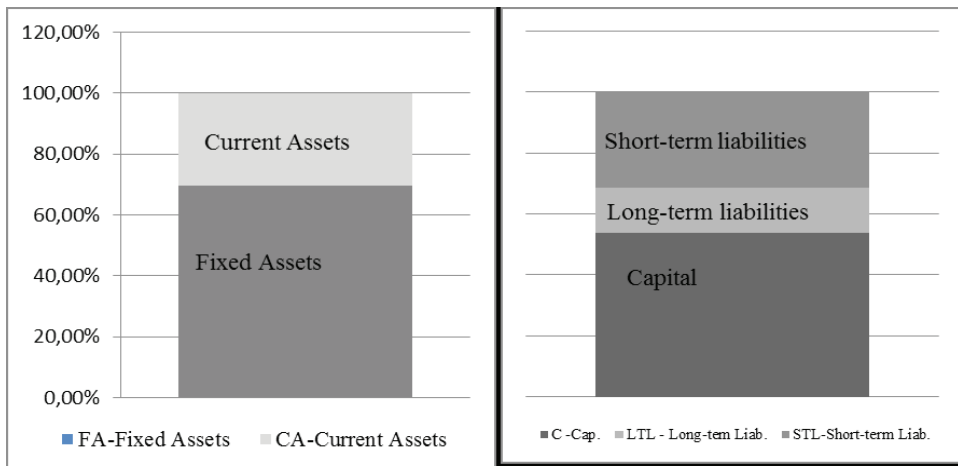 120,00%
100,00%
80,00%
60,00%
40,00%
20,00%
0,00%
Current Assets
Fixed Assets
FA-Fixed Assets CA-Current Assets
Short-term liabilities
Long-term liabilities
Capital
C -Cap. LTL - Long-tem Liab. STL-Short-term Liab.